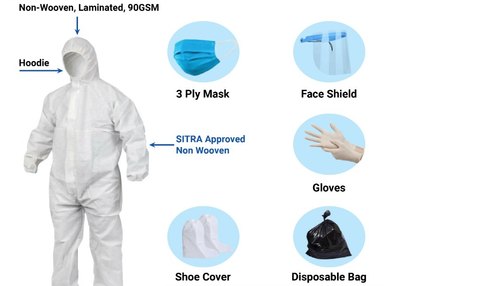 Non-Wooven, Laminated, 90GSM
Hoodie
3 Ply Mask
Face Shield
SITRA Approved
Non Wooven
Gloves
Shoe Cover
Disposable Bag